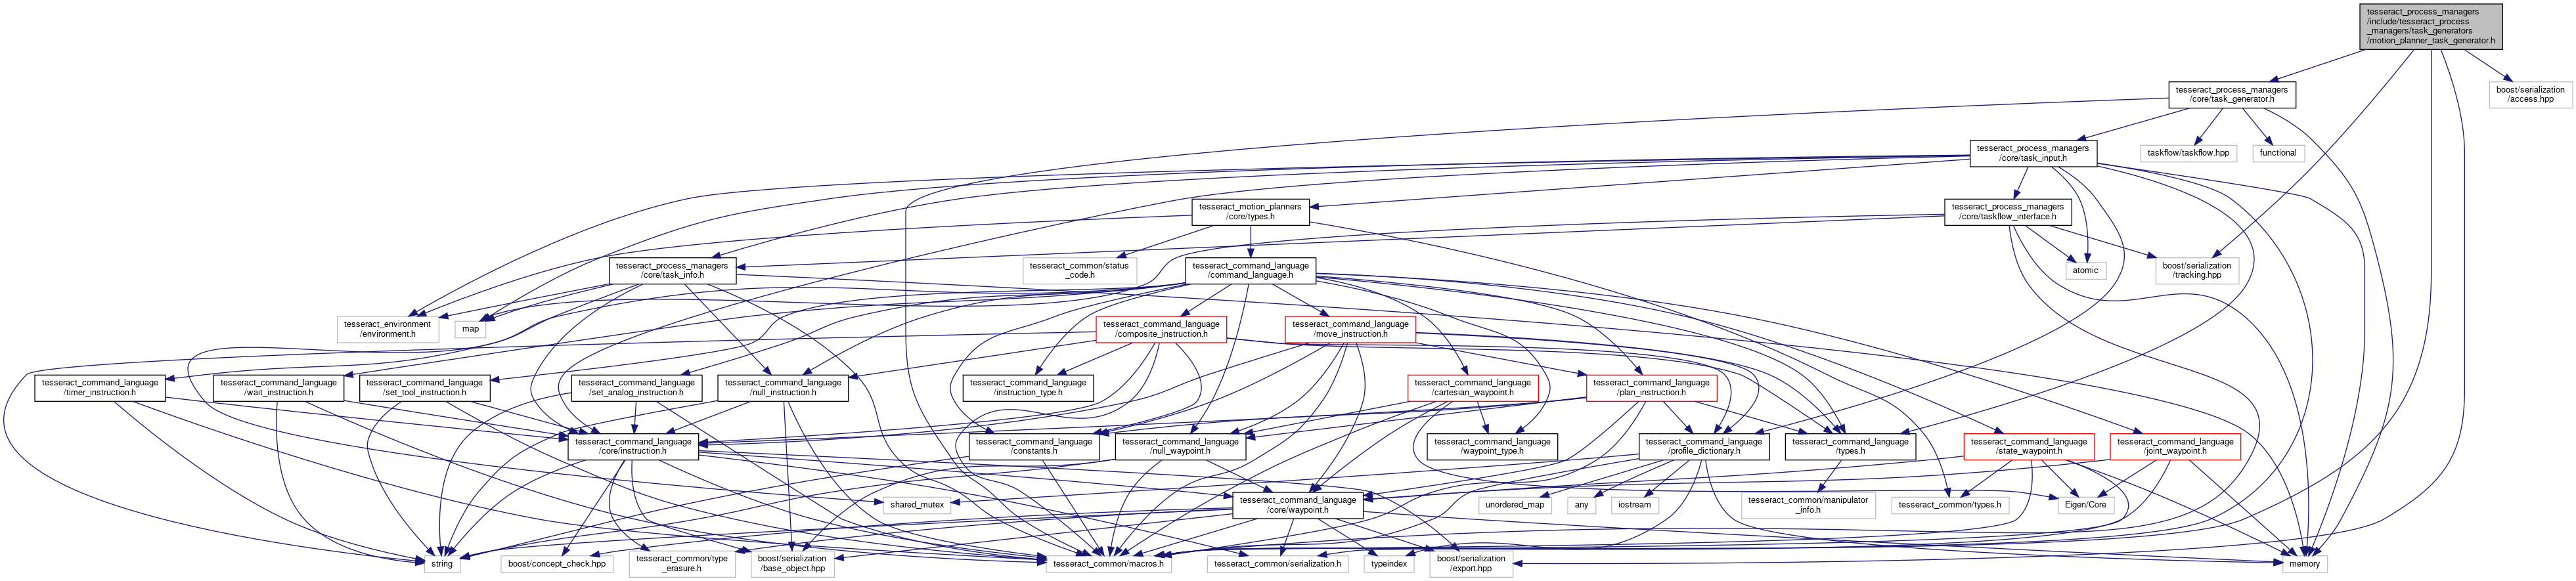 tesseract_process_managers
/include/tesseract_process
_managers/task_generators
/motion_planner_task_generator.h
tesseract_process_managers
/core/task_generator.h
boost/serialization
/access.hpp
tesseract_process_managers
/core/task_input.h
taskflow/taskflow.hpp
functional
tesseract_motion_planners
/core/types.h
tesseract_process_managers
/core/taskflow_interface.h
tesseract_process_managers
/core/task_info.h
tesseract_common/status
_code.h
tesseract_command_language
/command_language.h
atomic
boost/serialization
/tracking.hpp
tesseract_environment
/environment.h
map
tesseract_command_language
/composite_instruction.h
tesseract_command_language
/move_instruction.h
tesseract_command_language
/timer_instruction.h
tesseract_command_language
/wait_instruction.h
tesseract_command_language
/set_tool_instruction.h
tesseract_command_language
/set_analog_instruction.h
tesseract_command_language
/null_instruction.h
tesseract_command_language
/instruction_type.h
tesseract_command_language
/cartesian_waypoint.h
tesseract_command_language
/plan_instruction.h
tesseract_command_language
/core/instruction.h
tesseract_command_language
/constants.h
tesseract_command_language
/null_waypoint.h
tesseract_command_language
/waypoint_type.h
tesseract_command_language
/profile_dictionary.h
tesseract_command_language
/types.h
tesseract_command_language
/state_waypoint.h
tesseract_command_language
/joint_waypoint.h
shared_mutex
tesseract_command_language
/core/waypoint.h
unordered_map
any
iostream
tesseract_common/manipulator
_info.h
tesseract_common/types.h
Eigen/Core
string
boost/concept_check.hpp
tesseract_common/type
_erasure.h
boost/serialization
/base_object.hpp
tesseract_common/macros.h
tesseract_common/serialization.h
typeindex
boost/serialization
/export.hpp
memory